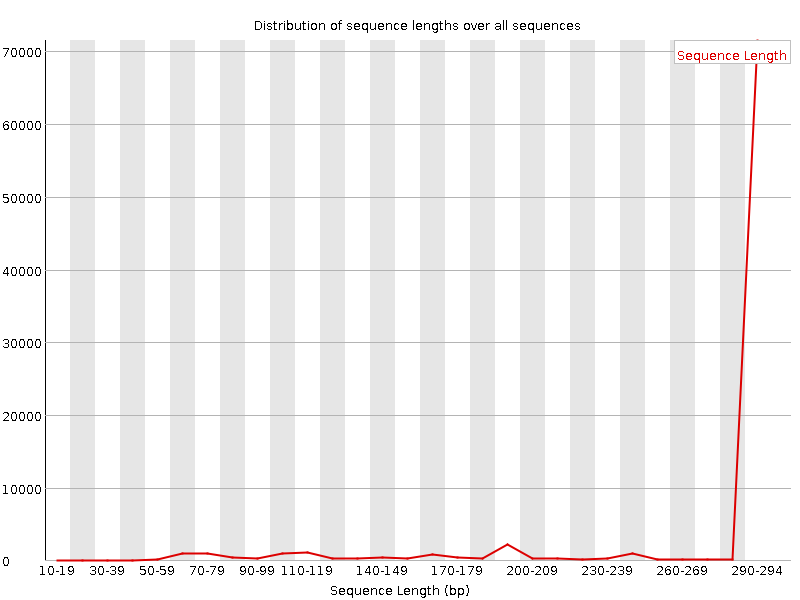 Distribution of sequence lengths over all sequences
70000
Sequence Length
60000
50000
40000
30000
20000
10000
0
10-19 30-39 50-59 70-79 90-99 110-119 140-149 170-179 200-209 230-239 260-269 290-294
Sequence Length (bp)